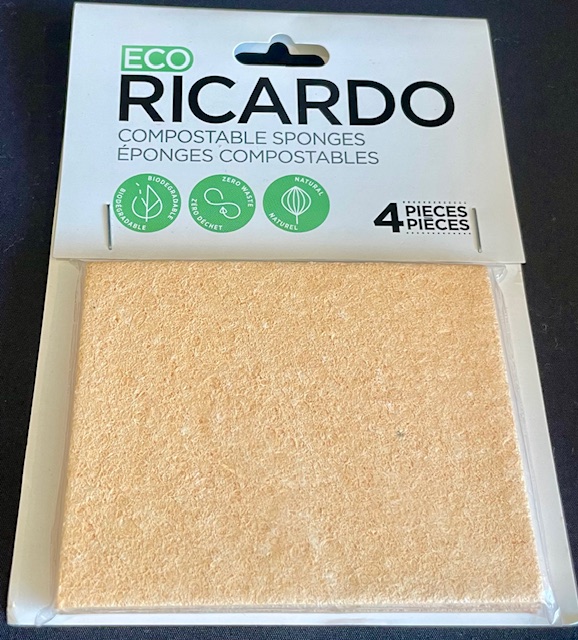 ECO
RICARDO
COMPOSTABLE SPONGES
ÉPONGES COMPOSTABLES
BIODEGRADABLE
BIODÉGRADABLE
ZERO WASTE
ZÉRO DÉCHET
NATURAL
NATUREL
4 PIECES
PIÈCES